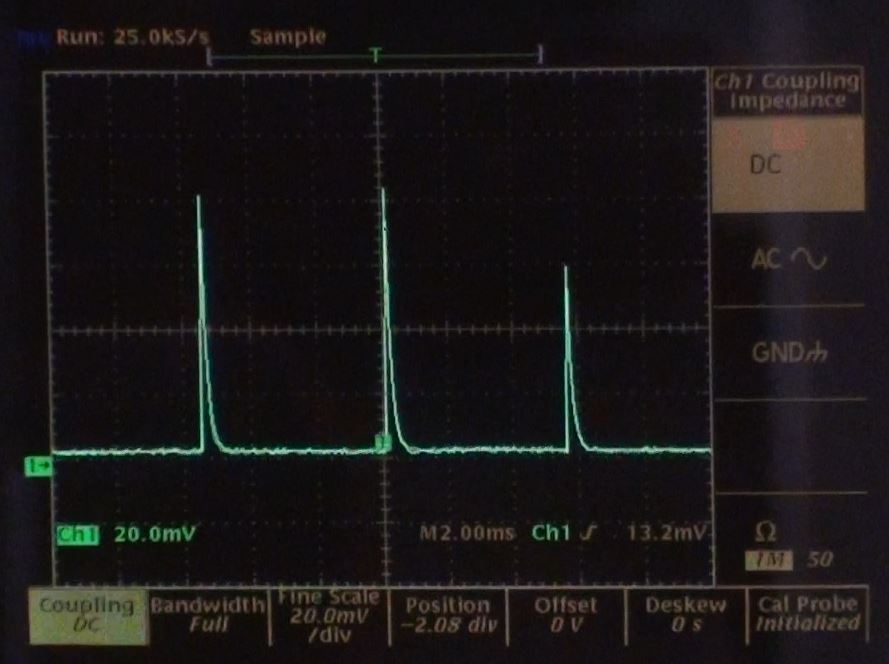 Run: 25.0kS/s Sample
T
Ch1 Coupling
Impedance
DC
AC
GND
1
Ch1 20.0mV M2.00ms Ch1 13.2mV
Ω
1M 50
Coupling
DC
Bandwidth
Full
Fine Scale
20.0mV
/div
Position
-2.08 div
Offset
0 V
Deskew
0 s
Cal Probe
Initialized